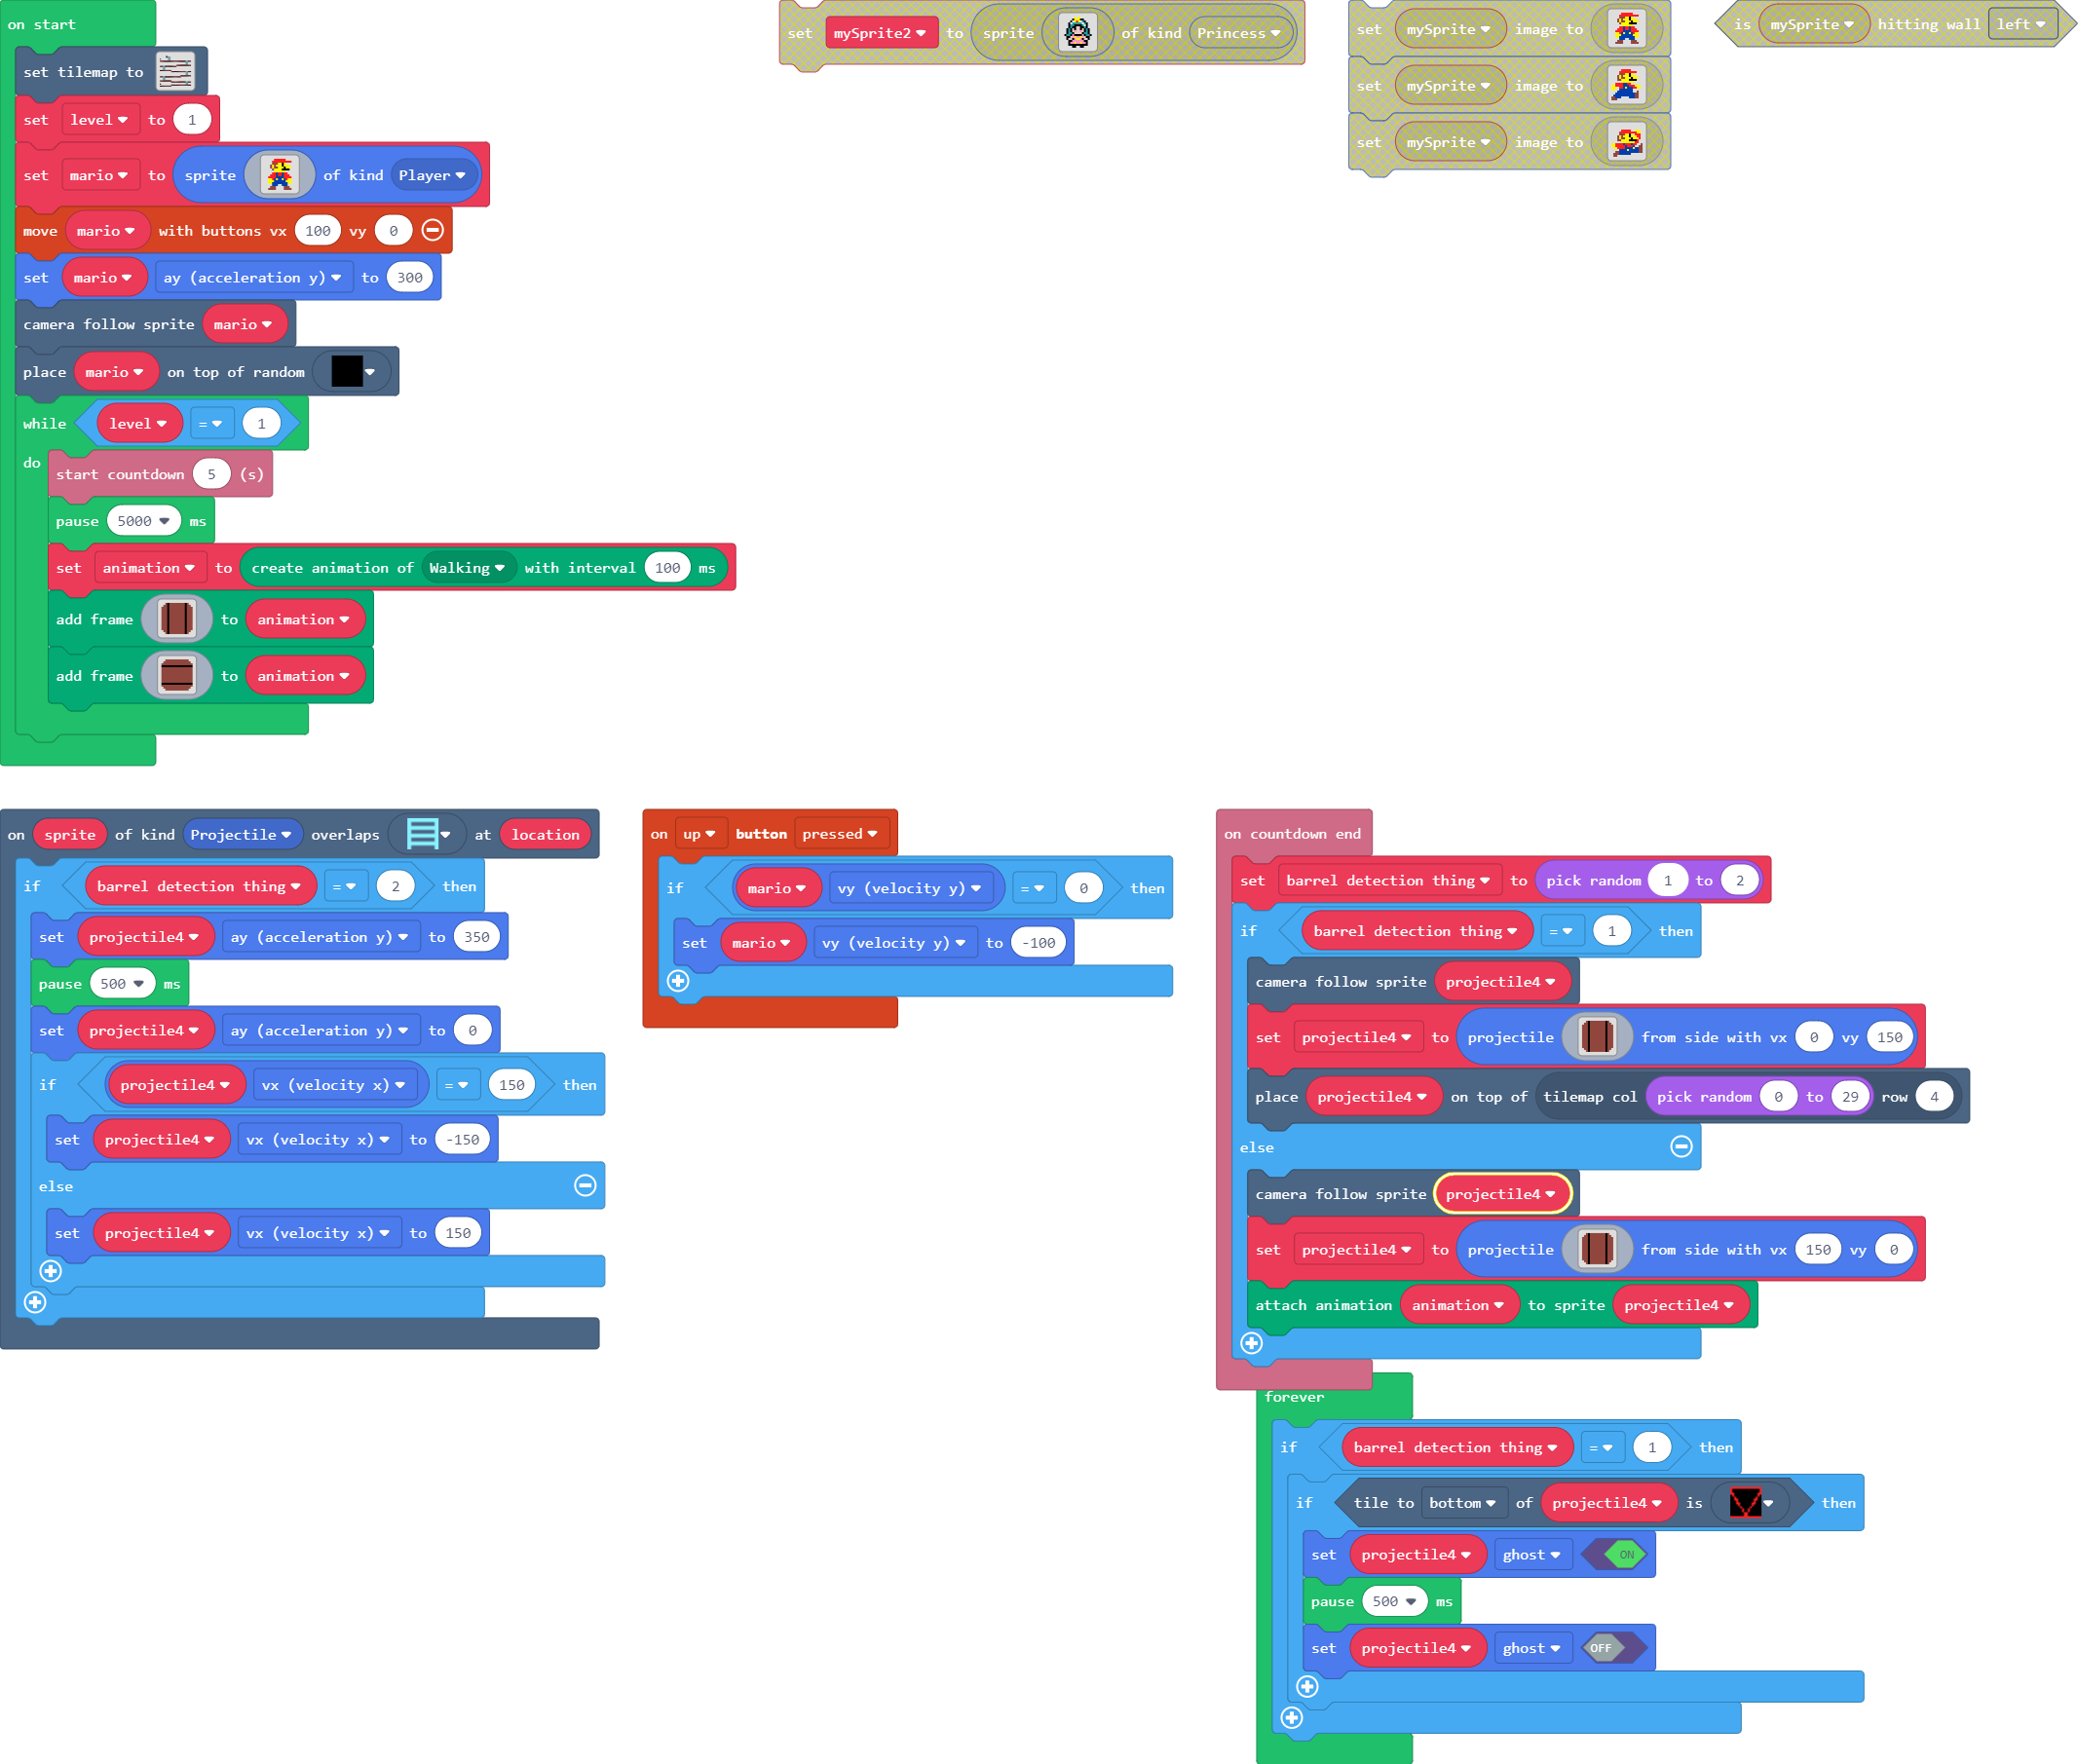 on start
set tilemap to
set level to 1
set mario to sprite of kind Player
move mario with buttons vx 100 vy 0
set mario ay (acceleration y) to 300
camera follow sprite mario
place mario on top of random
while level = 1
do
start countdown 5 (s)
pause 5000 ms
set animation to create animation of Walking with interval 100 ms
add frame to animation
add frame to animation
set mySprite2 to sprite of kind Princess
set mySprite image to
set mySprite image to
set mySprite image to
is mySprite hitting wall left
on sprite of kind Projectile overlaps at location
if barrel detection thing = 2 then
set projectile4 ay (acceleration y) to 350
pause 500 ms
set projectile4 ay (acceleration y) to 0
if projectile4 vx (velocity x) = 150 then
set projectile4 vx (velocity x) to -150
else
set projectile4 vx (velocity x) to 150
on up button pressed
if mario vy (velocity y) = 0 then
set mario vy (velocity y) to -100
on countdown end
set barrel detection thing to pick random 1 to 2
if barrel detection thing = 1 then
camera follow sprite projectile4
set projectile4 to projectile from side with vx 0 vy 150
place projectile4 on top of tilemap col pick random 0 to 29 row 4
else
camera follow sprite projectile4
set projectile4 to projectile from side with vx 150 vy 0
attach animation animation to sprite projectile4
forever
if barrel detection thing = 1 then
if tile to bottom of projectile4 is then
set projectile4 ghost ON
pause 500 ms
set projectile4 ghost OFF